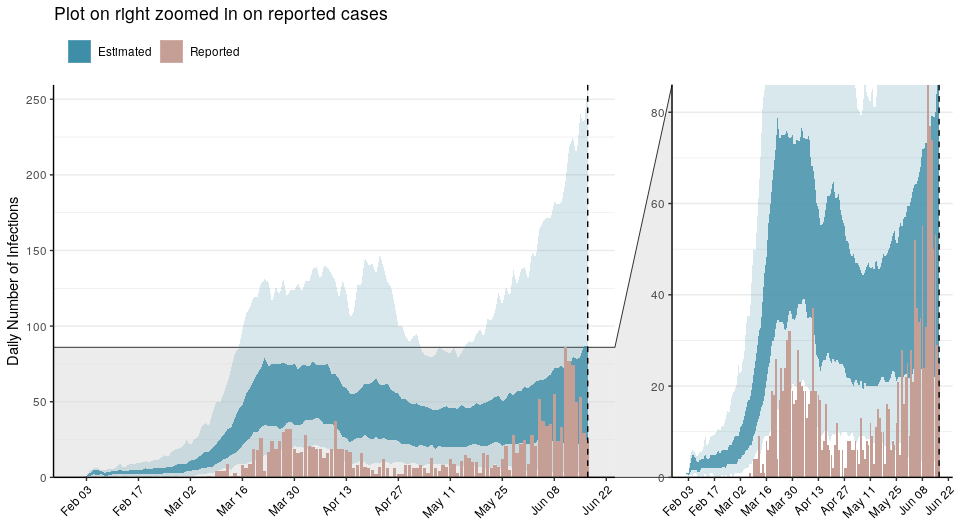 Plot on right zoomed in on reported cases
Estimated Reported
Daily Number of Infections
250
200
150
100
50
0
80
60
40
20
0
Feb 03 Feb 17 Mar 02 Mar 16 Mar 30 Apr 13 Apr 27 May 11 May 25 Jun 08 Jun 22
Feb 03 Feb 17 Mar 02 Mar 16 Mar 30 Apr 13 Apr 27 May 11 May 25 Jun 08 Jun 22